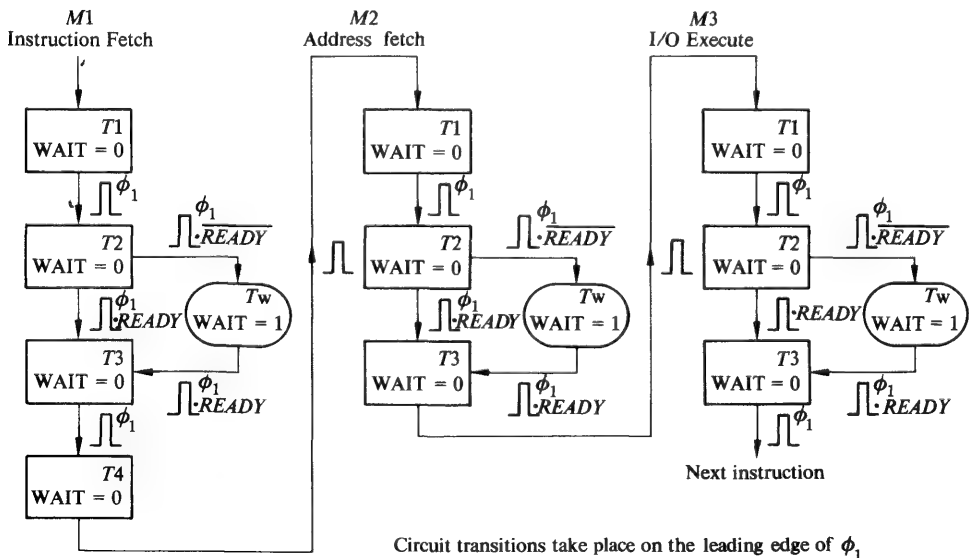 M1
Instruction Fetch
T1
WAIT = 0
ϕ1
T2
WAIT = 0
ϕ1
·READY̅
Tw
WAIT = 1
ϕ1
·READY
T3
WAIT = 0
ϕ1
·READY
ϕ1
T4
WAIT = 0
M2
Address fetch
T1
WAIT = 0
ϕ1
T2
WAIT = 0
ϕ1
·READY̅
Tw
WAIT = 1
ϕ1
·READY
T3
WAIT = 0
ϕ1
·READY
M3
I/O Execute
T1
WAIT = 0
ϕ1
T2
WAIT = 0
ϕ1
·READY̅
Tw
WAIT = 1
·READY
T3
WAIT = 0
ϕ1
·READY
ϕ1
Next instruction
Circuit transitions take place on the leading edge of ϕ1